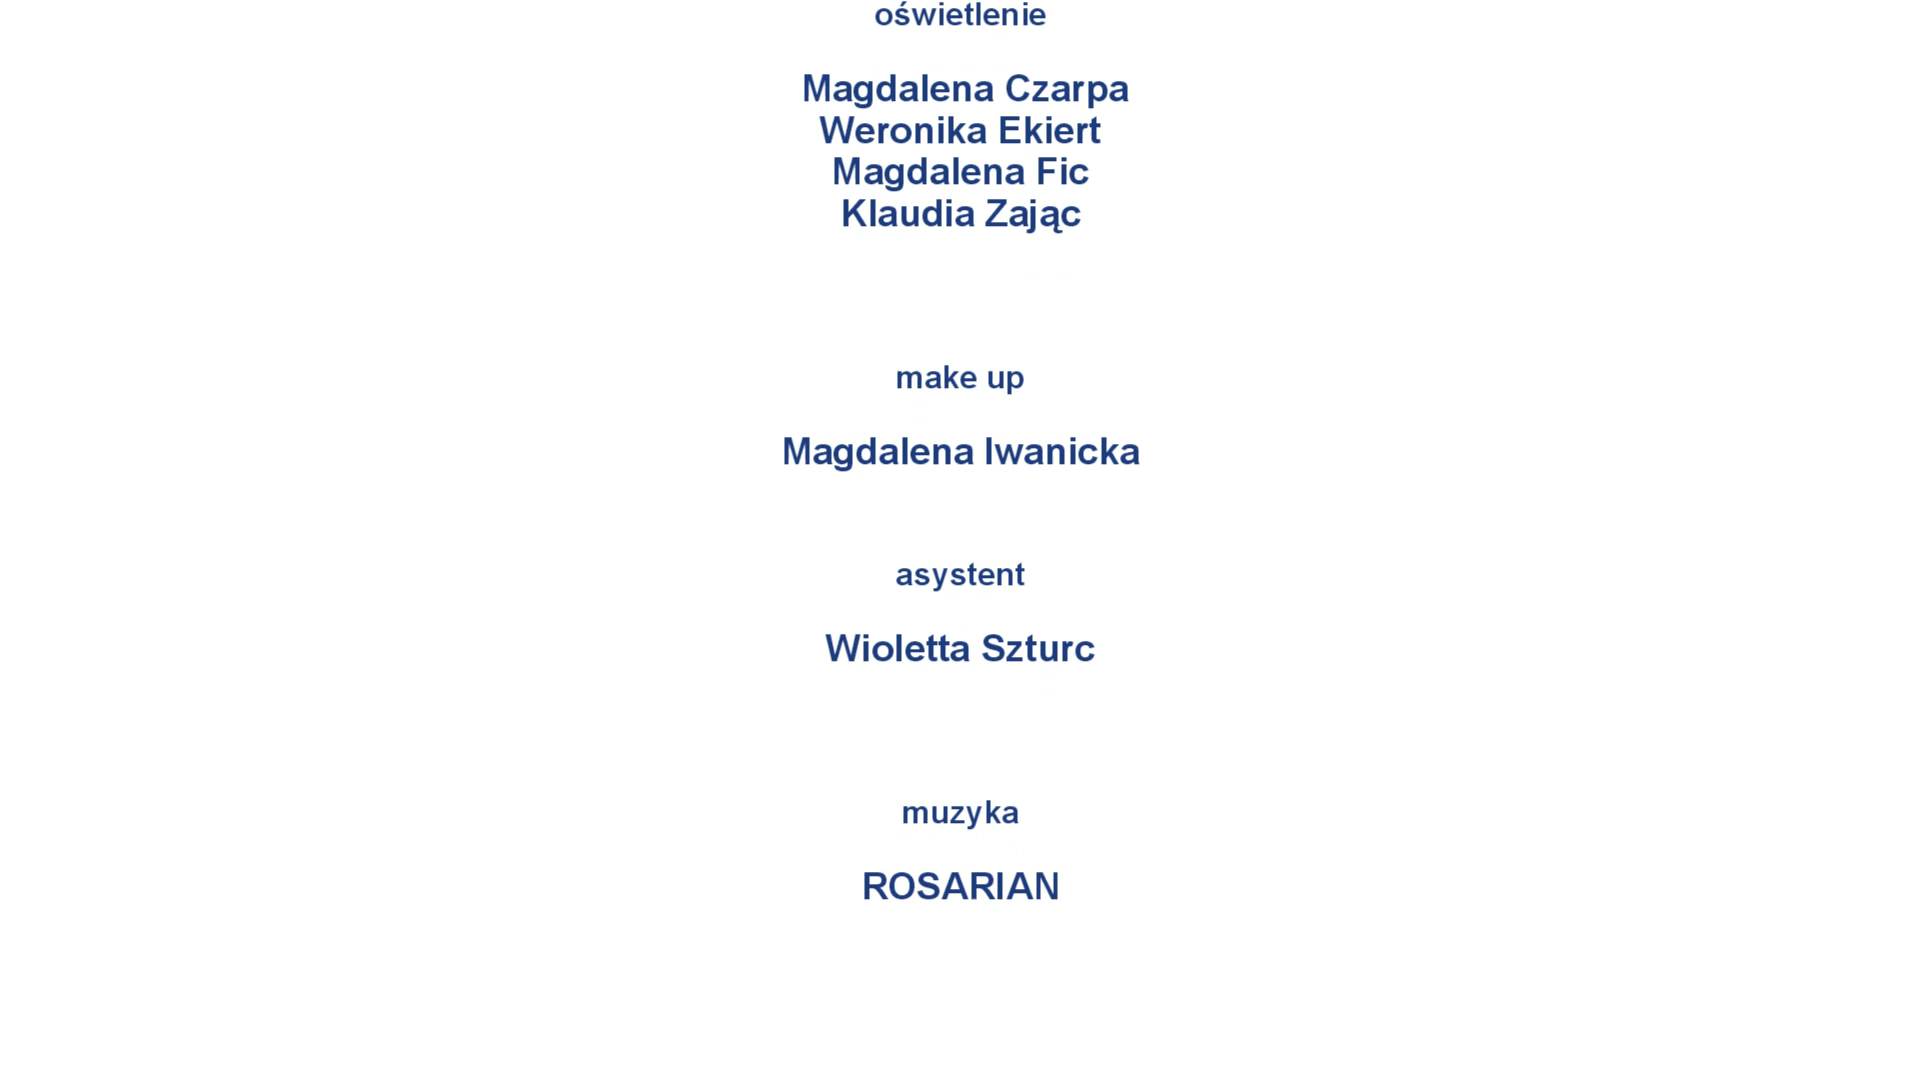 oświetlenie
Magdalena Czarpa
Weronika Ekiert
Magdalena Fic
Klaudia Zając
make up
Magdalena Iwanicka
asystent
Wioletta Szturc
muzyka
ROSARIAN